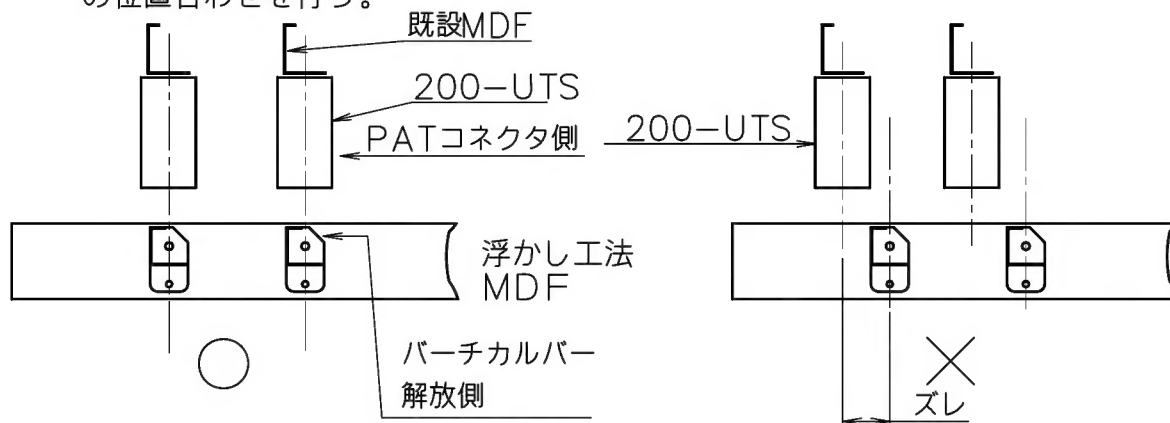 の位置合わせを行う。
既設MDF
200-UTS
PATコネクタ側
200-UTS
浮かし工法
MDF
バーチカルバー
解放側
ズレ